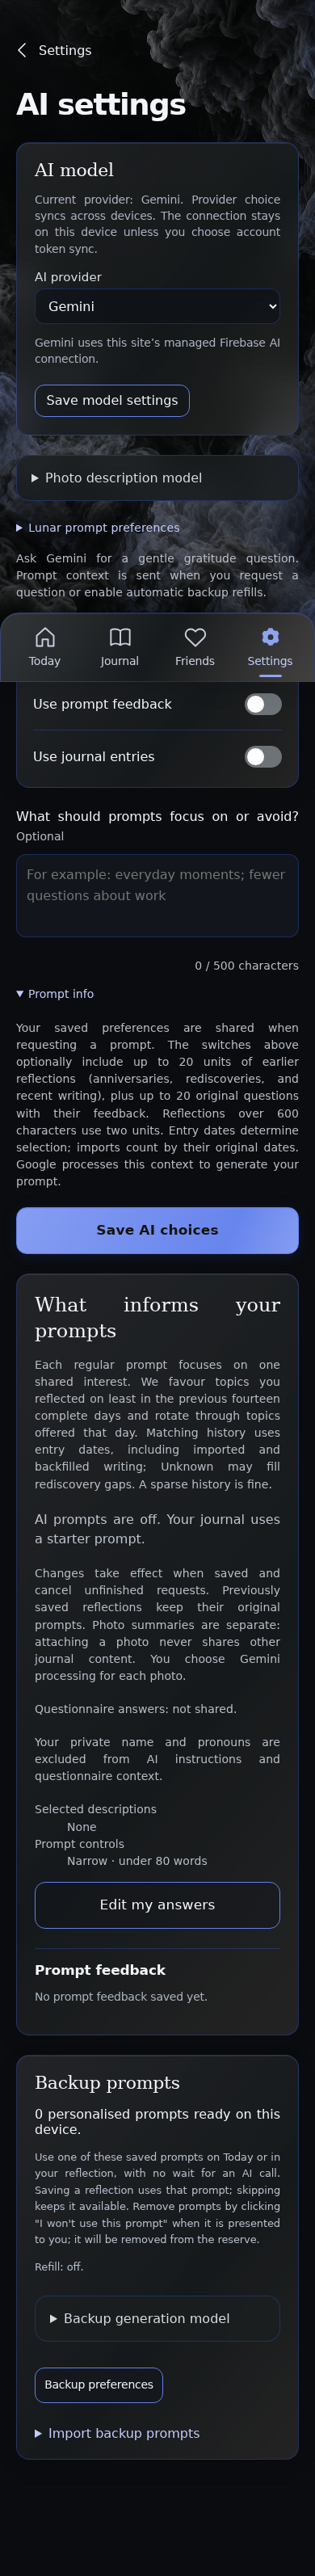 Settings
AI settings
AI model
Current provider: Gemini. Provider choice
syncs across devices. The connection stays
on this device unless you choose account
token sync.
AI provider
Gemini
Gemini uses this site’s managed Firebase AI
connection.
Save model settings
Photo description model
Lunar prompt preferences
Ask Gemini for a gentle gratitude question.
Prompt context is sent when you request a
question or enable automatic backup refills.
Today Journal Friends Settings
Use prompt feedback
Use journal entries
What should prompts focus on or avoid?
Optional
For example: everyday moments; fewer
questions about work
0 / 500 characters
Prompt info
Your saved preferences are shared when
requesting a prompt. The switches above
optionally include up to 20 units of earlier
reflections (anniversaries, rediscoveries, and
recent writing), plus up to 20 original questions
with their feedback. Reflections over 600
characters use two units. Entry dates determine
selection; imports count by their original dates.
Google processes this context to generate your
prompt.
Save AI choices
What informs your
prompts
Each regular prompt focuses on one
shared interest. We favour topics you
reflected on least in the previous fourteen
complete days and rotate through topics
offered that day. Matching history uses
entry dates, including imported and
backfilled writing; Unknown may fill
rediscovery gaps. A sparse history is fine.
AI prompts are off. Your journal uses
a starter prompt.
Changes take effect when saved and
cancel unfinished requests. Previously
saved reflections keep their original
prompts. Photo summaries are separate:
attaching a photo never shares other
journal content. You choose Gemini
processing for each photo.
Questionnaire answers: not shared.
Your private name and pronouns are
excluded from AI instructions and
questionnaire context.
Selected descriptions
None
Prompt controls
Narrow · under 80 words
Edit my answers
Prompt feedback
No prompt feedback saved yet.
Backup prompts
0 personalised prompts ready on this
device.
Use one of these saved prompts on Today or in
your reflection, with no wait for an AI call.
Saving a reflection uses that prompt; skipping
keeps it available. Remove prompts by clicking
"I won't use this prompt" when it is presented
to you; it will be removed from the reserve.
Refill: off.
Backup generation model
Backup preferences
Import backup prompts